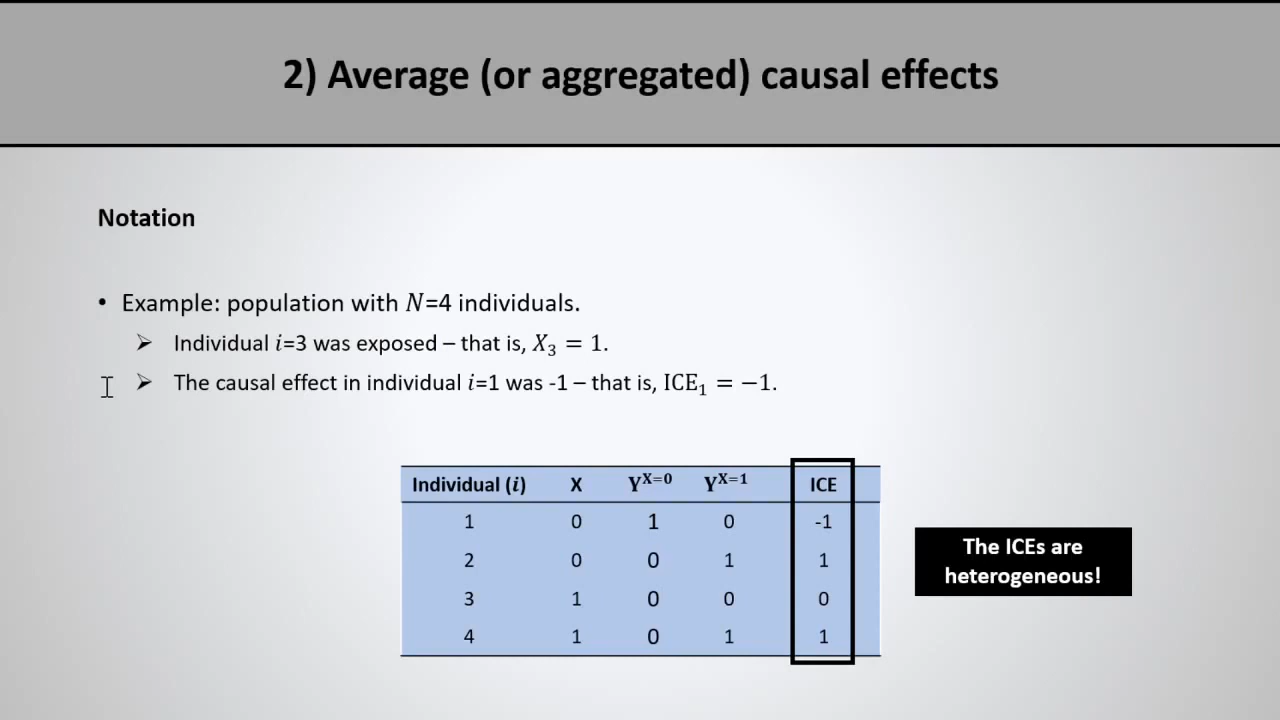 2) Average (or aggregated) causal effects
Notation
• Example: population with 𝑁=4 individuals.
➢ Individual 𝑖=3 was exposed – that is, 𝑋₃ = 1.
➢ The causal effect in individual 𝑖=1 was -1 – that is, ICE₁ = −1.
Individual (𝒊) X Y^X=0 Y^X=1 ICE
1 0 1 0 -1
2 0 0 1 1
3 1 0 0 0
4 1 0 1 1
The ICEs are
heterogeneous!